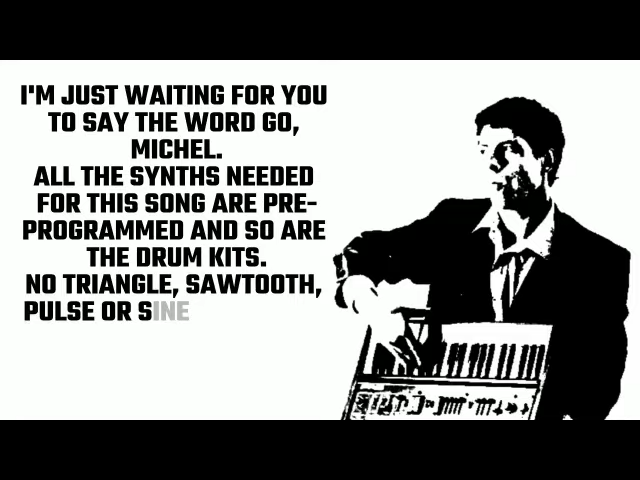 I'M JUST WAITING FOR YOU
TO SAY THE WORD GO,
MICHEL.
ALL THE SYNTHS NEEDED
FOR THIS SONG ARE PRE-
PROGRAMMED AND SO ARE
THE DRUM KITS.
NO TRIANGLE, SAWTOOTH,
PULSE OR SINE